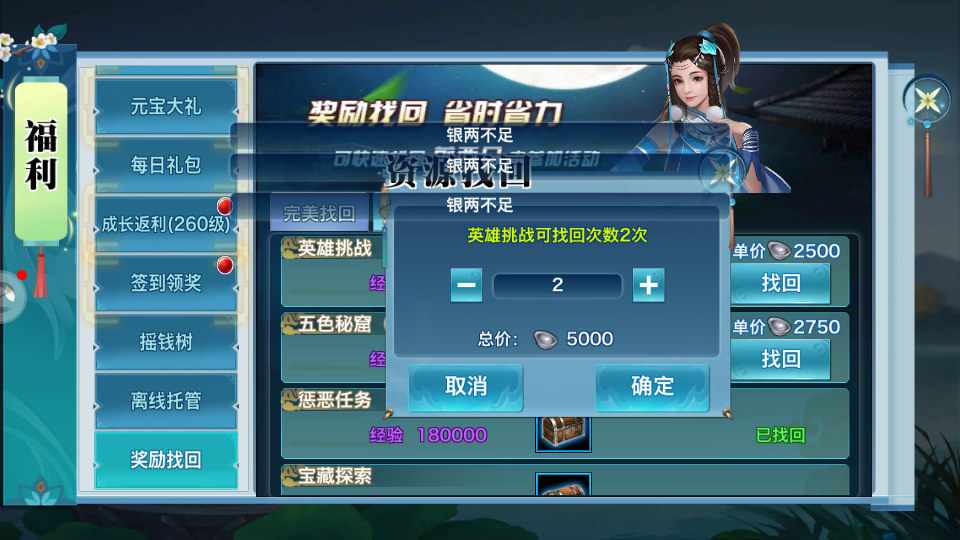 福利
元宝大礼
每日礼包
成长返利(260级)
签到领奖
摇钱树
离线托管
奖励找回
奖励找回 省时省力
银两不足
银两不足
资源找回
银两不足
完美找回
英雄挑战可找回次数2次
2
总价: 5000
取消
确定
英雄挑战
单价 2500
找回
五色秘窟
单价 2750
找回
惩恶任务
经验 180000
已找回
宝藏探索